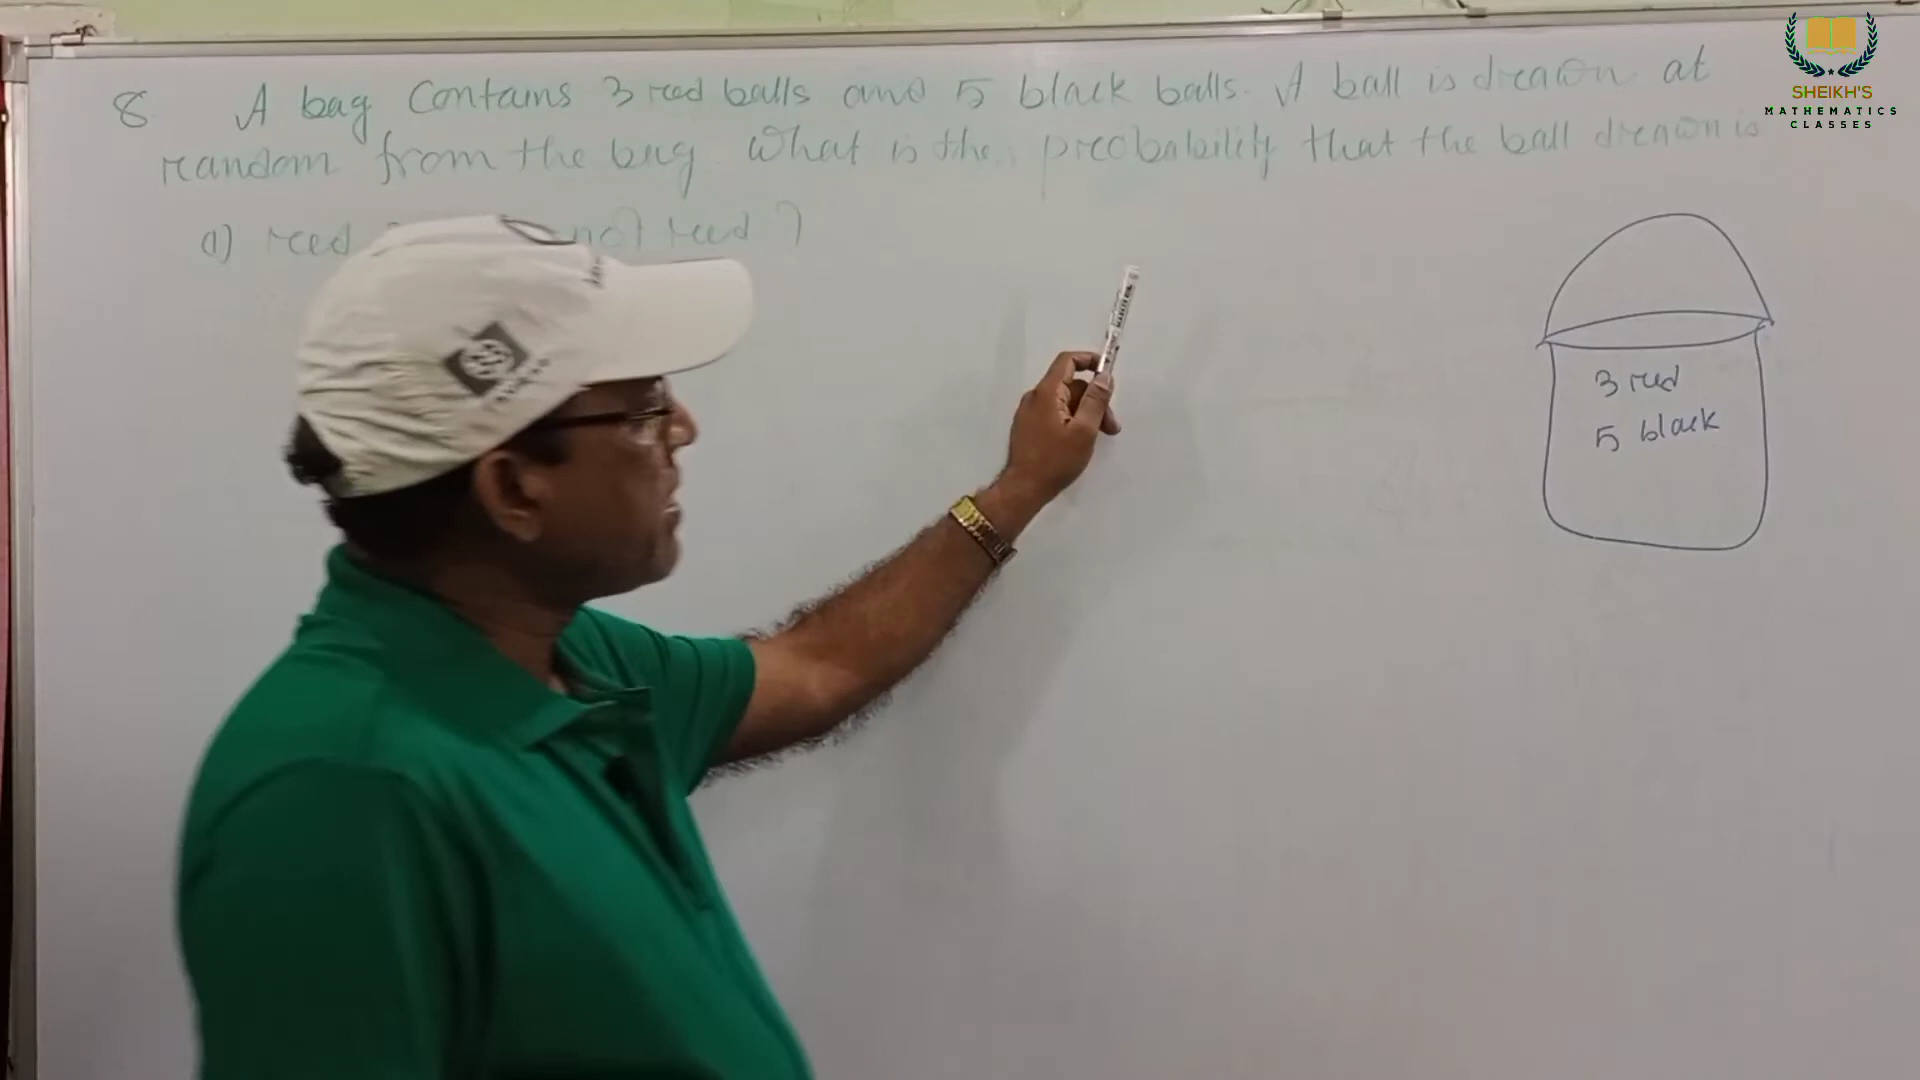 8 A bag contains 3 red balls and 5 black balls. A ball is drawn at
random from the bag. What is the probability that the ball drawn is
(i) red not red ?
3 red
5 black
SHEIKH'S
MATHEMATICS
CLASSES